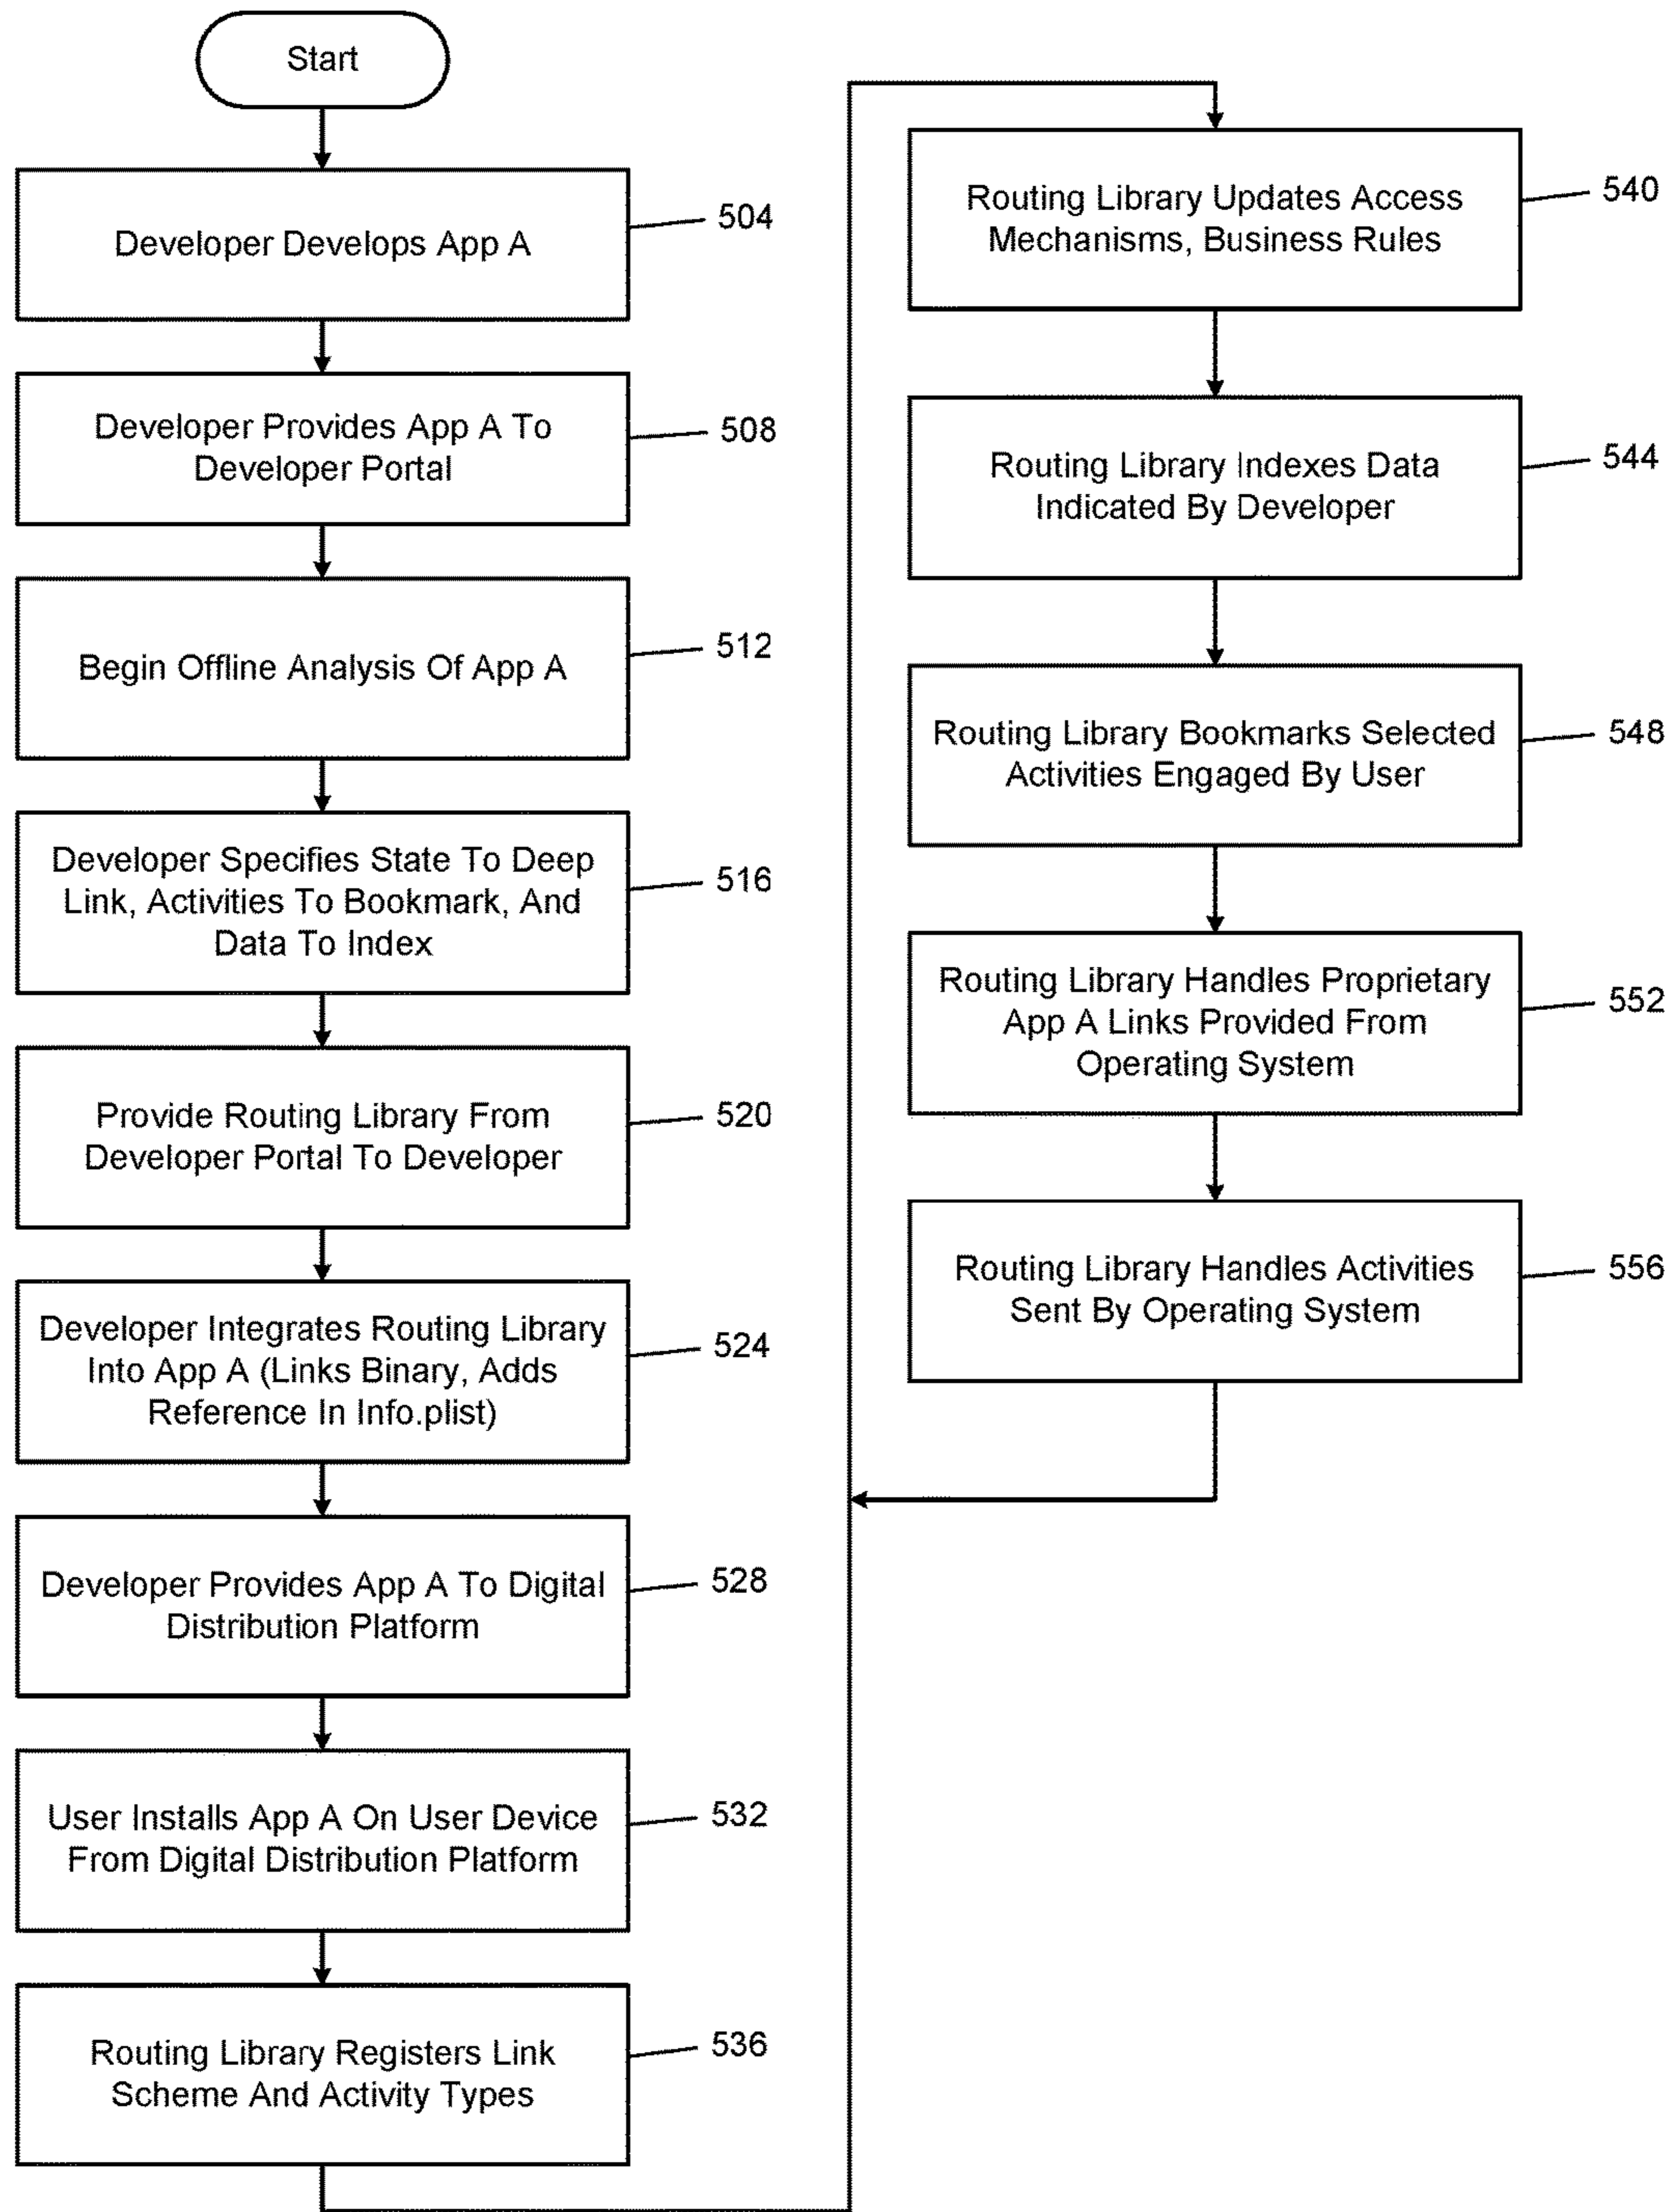 Start
Developer Develops App A
504
Developer Provides App A To
Developer Portal
508
Begin Offline Analysis Of App A
512
Developer Specifies State To Deep
Link, Activities To Bookmark, And
Data To Index
516
Provide Routing Library From
Developer Portal To Developer
520
Developer Integrates Routing Library
Into App A (Links Binary, Adds
Reference In Info.plist)
524
Developer Provides App A To Digital
Distribution Platform
528
User Installs App A On User Device
From Digital Distribution Platform
532
Routing Library Registers Link
Scheme And Activity Types
536
Routing Library Updates Access
Mechanisms, Business Rules
540
Routing Library Indexes Data
Indicated By Developer
544
Routing Library Bookmarks Selected
Activities Engaged By User
548
Routing Library Handles Proprietary
App A Links Provided From
Operating System
552
Routing Library Handles Activities
Sent By Operating System
556